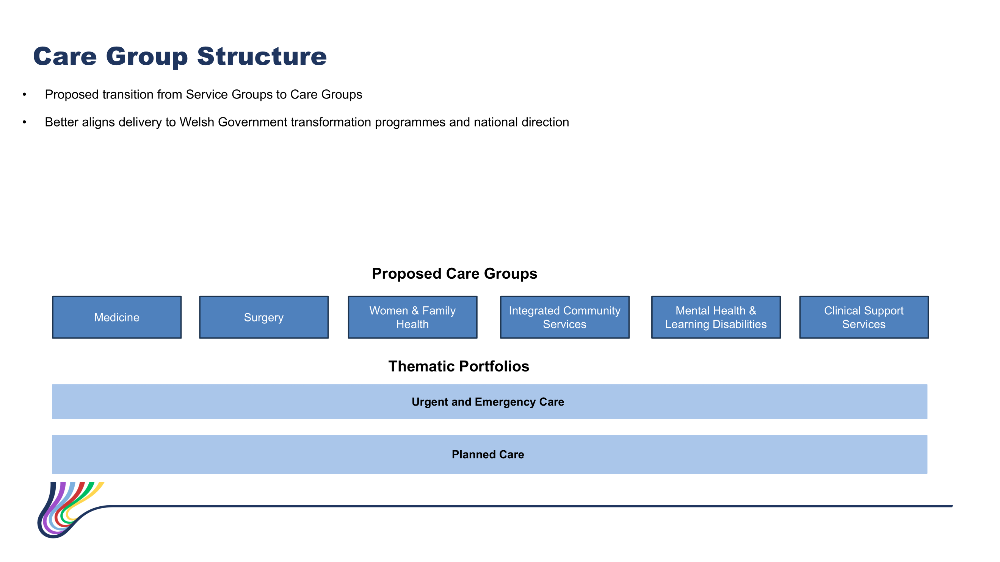 Care Group Structure
• Proposed transition from Service Groups to Care Groups
• Better aligns delivery to Welsh Government transformation programmes and national direction
Proposed Care Groups
Medicine
Surgery
Women & Family
Health
Integrated Community
Services
Mental Health &
Learning Disabilities
Clinical Support
Services
Thematic Portfolios
Urgent and Emergency Care
Planned Care